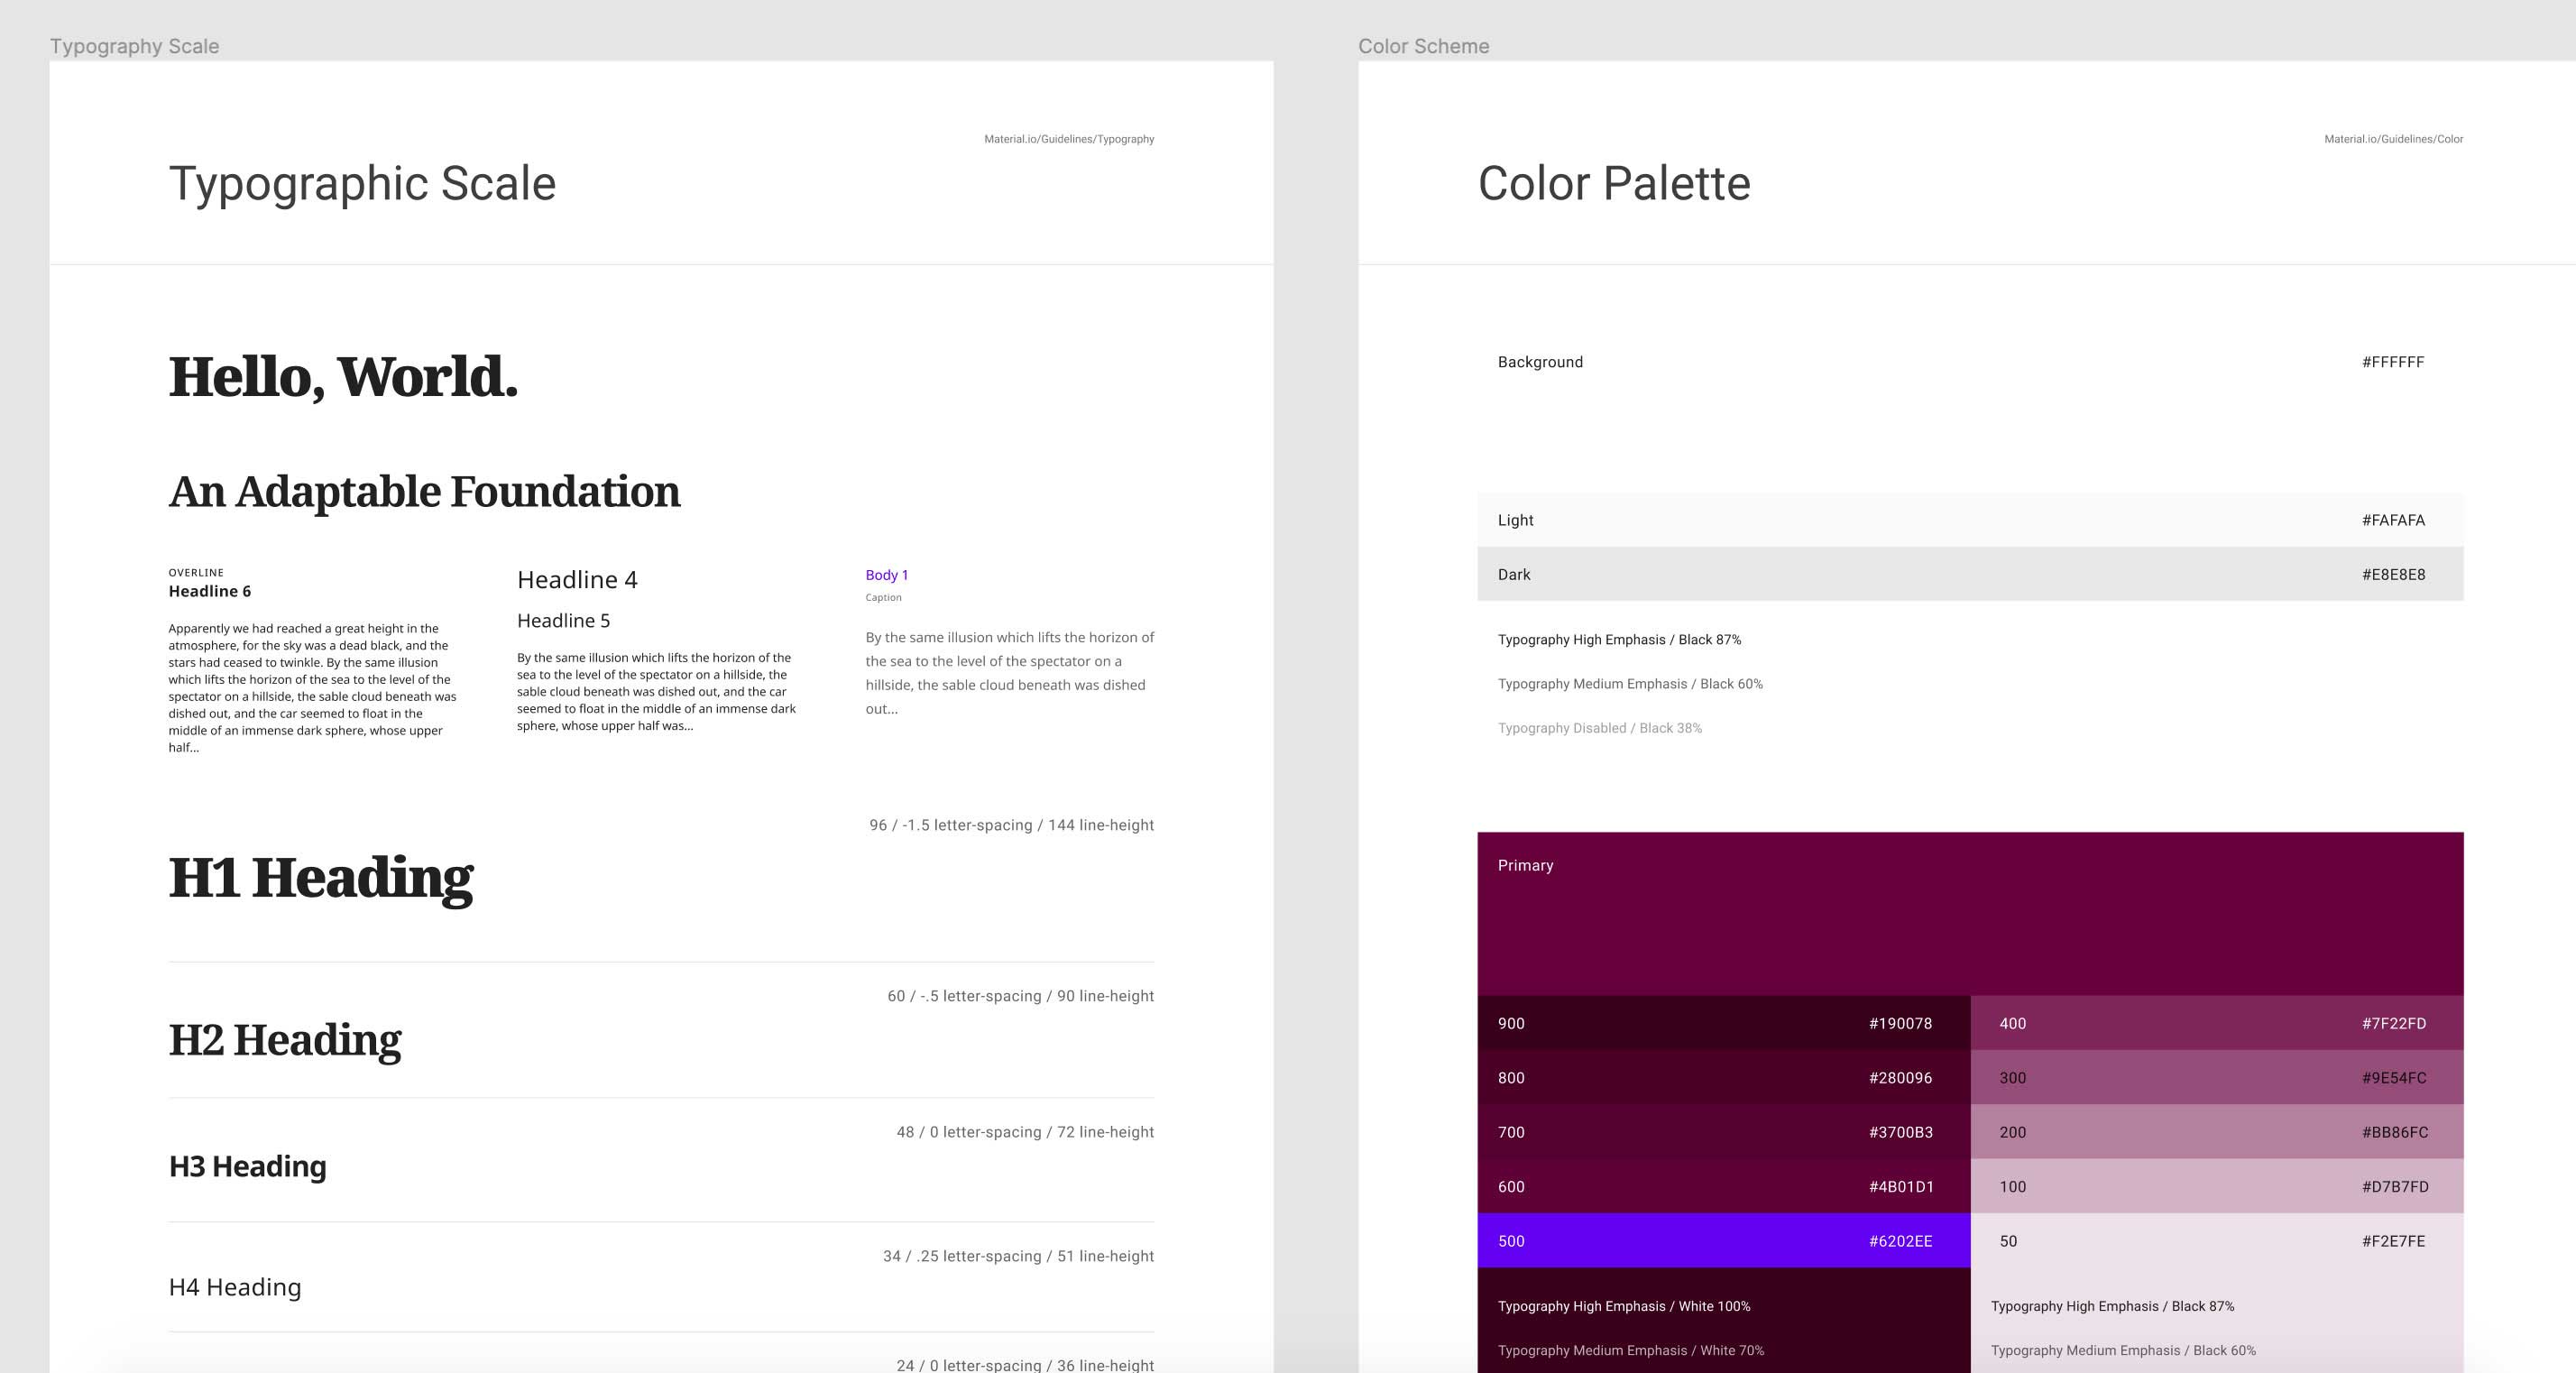 Typography Scale
Material.io/Guidelines/Typography
Typographic Scale
Hello, World.
An Adaptable Foundation
OVERLINE
Headline 6
Apparently we had reached a great height in the
atmosphere, for the sky was a dead black, and the
stars had ceased to twinkle. By the same illusion
which lifts the horizon of the sea to the level of the
spectator on a hillside, the sable cloud beneath was
dished out, and the car seemed to float in the
middle of an immense dark sphere, whose upper
half...
Headline 4
Headline 5
By the same illusion which lifts the horizon of the
sea to the level of the spectator on a hillside, the
sable cloud beneath was dished out, and the car
seemed to float in the middle of an immense dark
sphere, whose upper half was...
Body 1
Caption
By the same illusion which lifts the horizon of
the sea to the level of the spectator on a
hillside, the sable cloud beneath was dished
out...
96 / -1.5 letter-spacing / 144 line-height
H1 Heading
60 / -.5 letter-spacing / 90 line-height
H2 Heading
48 / 0 letter-spacing / 72 line-height
H3 Heading
34 / .25 letter-spacing / 51 line-height
H4 Heading
24 / 0 letter-spacing / 36 line-height
Color Scheme
Material.io/Guidelines/Color
Color Palette
Background #FFFFFF
Light #FAFAFA
Dark #E8E8E8
Typography High Emphasis / Black 87%
Typography Medium Emphasis / Black 60%
Typography Disabled / Black 38%
Primary
900 #190078
800 #280096
700 #3700B3
600 #4B01D1
500 #6202EE
Typography High Emphasis / White 100%
Typography Medium Emphasis / White 70%
400 #7F22FD
300 #9E54FC
200 #BB86FC
100 #D7B7FD
50 #F2E7FE
Typography High Emphasis / Black 87%
Typography Medium Emphasis / Black 60%